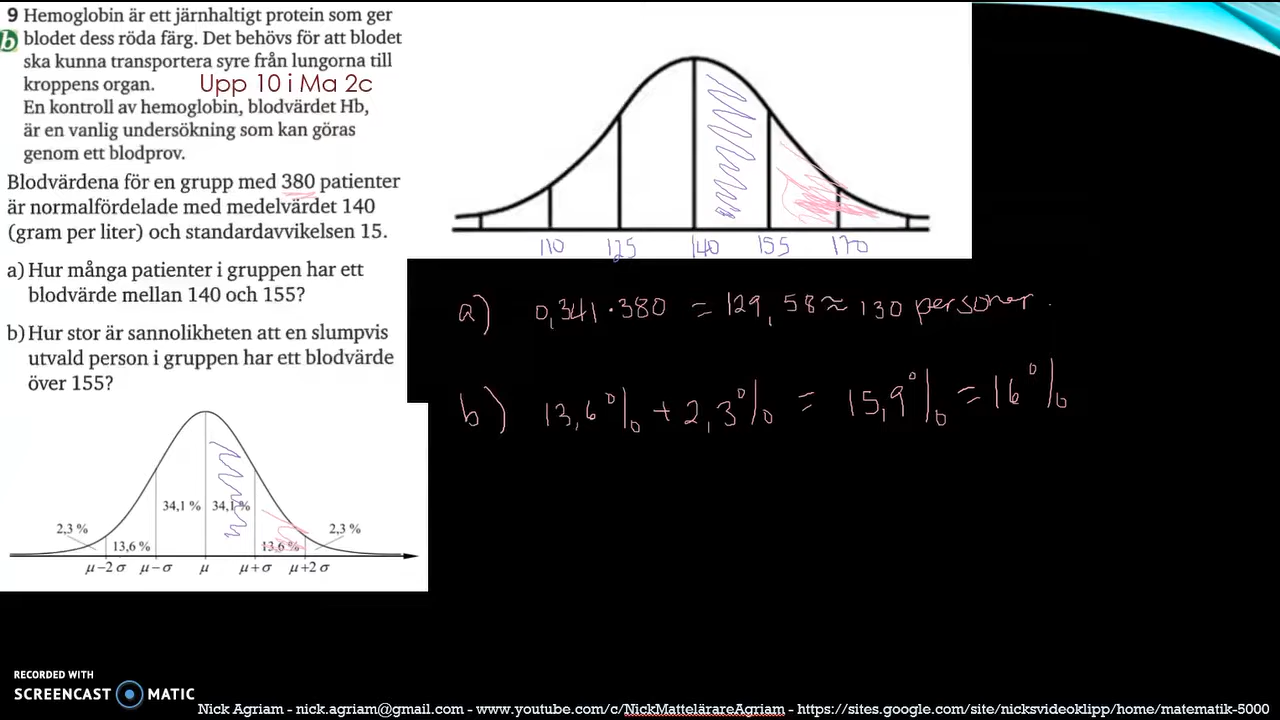 9 Hemoglobin är ett järnhaltigt protein som ger
b blodet dess röda färg. Det behövs för att blodet
ska kunna transportera syre från lungorna till
kroppens organ.
Upp 10 i Ma 2c
En kontroll av hemoglobin, blodvärdet Hb,
är en vanlig undersökning som kan göras
genom ett blodprov.
Blodvärdena för en grupp med 380 patienter
är normalfördelade med medelvärdet 140
(gram per liter) och standardavvikelsen 15.
a) Hur många patienter i gruppen har ett
blodvärde mellan 140 och 155?
b) Hur stor är sannolikheten att en slumpvis
utvald person i gruppen har ett blodvärde
över 155?
110 125 140 155 170
a) 0,341 · 380 = 129,58 ≈ 130 personer.
b) 13,6 % + 2,3 % = 15,9 % = 16 %
34,1 % 34,1 %
2,3 % 2,3 %
13,6 % 13,6 %
μ−2σ μ−σ μ μ+σ μ+2σ
RECORDED WITH
SCREENCAST MATIC
Nick Agriam - nick.agriam@gmail.com - www.youtube.com/c/NickMattelärareAgriam - https://sites.google.com/site/nicksvideoklipp/home/matematik-5000